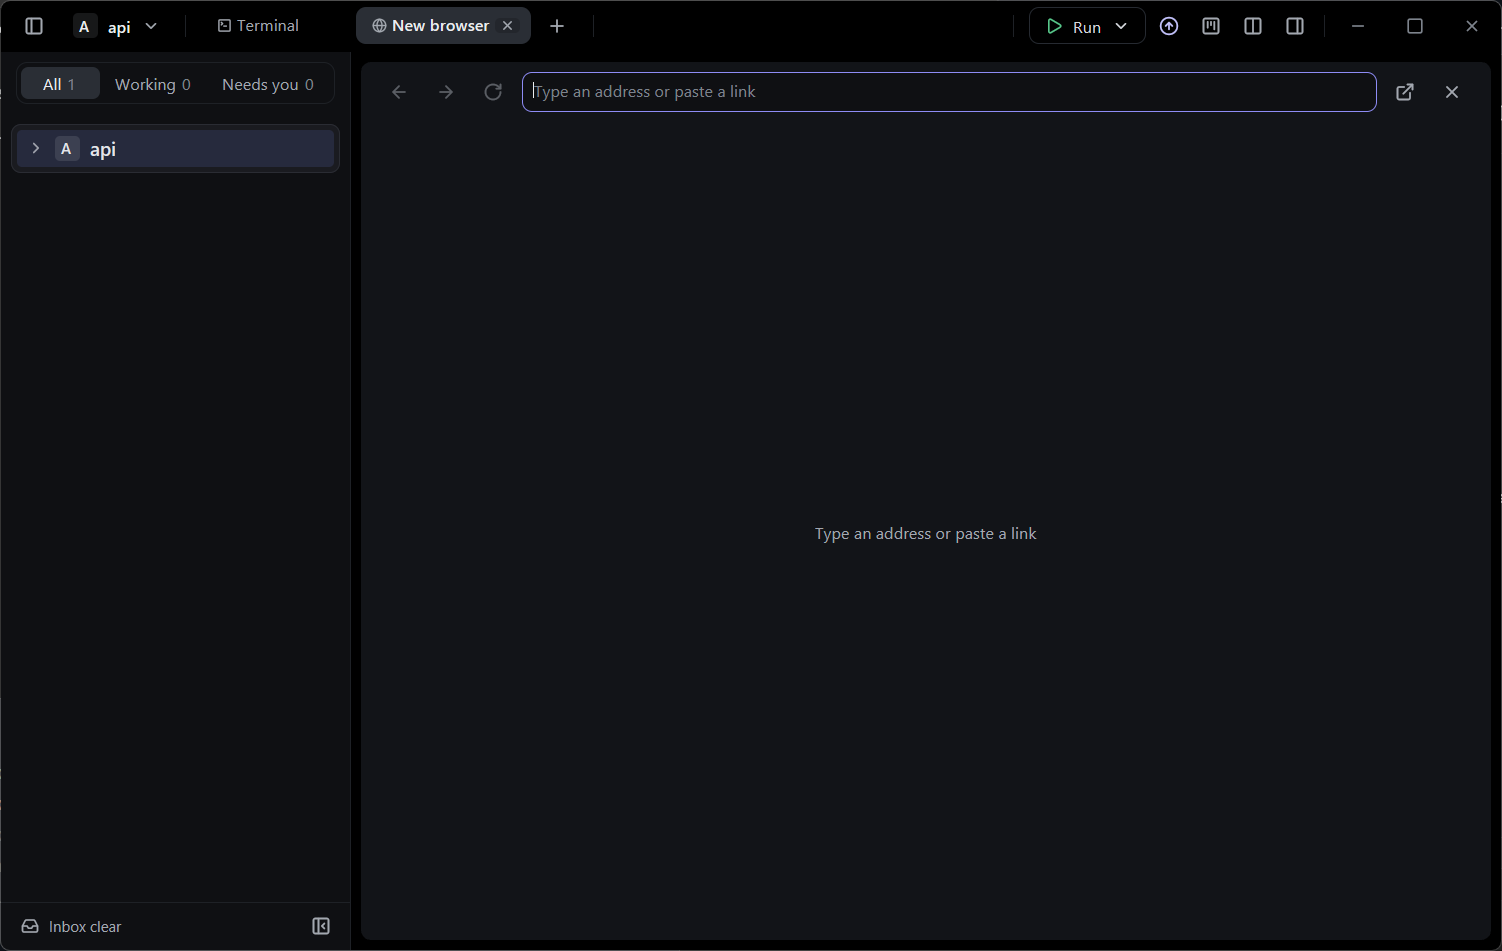 A api
Terminal
New browser
Run
All 1
Working 0
Needs you 0
Type an address or paste a link
A api
Type an address or paste a link
Inbox clear